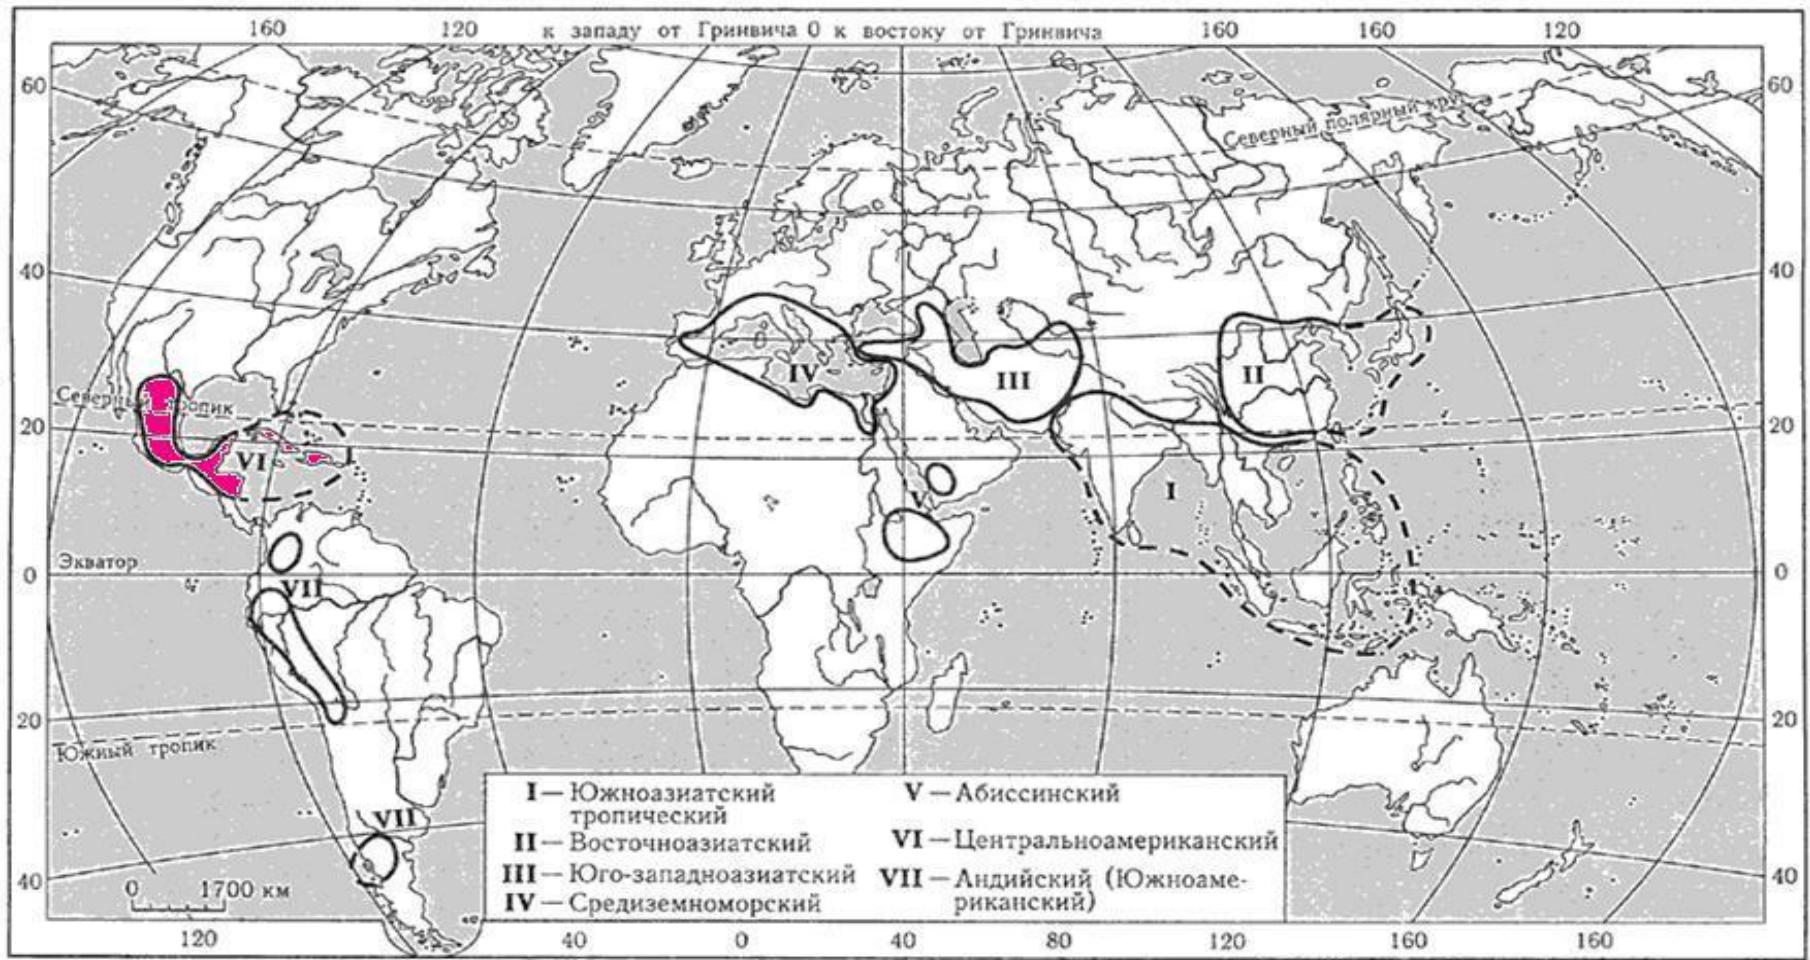 160 120 к западу от Гринвича 0 к востоку от Гринвича 160 160 120
60 60
Северный полярный круг
40 40
IV III II
Северный тропик
20 20
VI
V I
Экватор
0 0
VII
20 20
Южный тропик
VII
I — Южноазиатский
тропический
II — Восточноазиатский
III — Юго-западноазиатский
IV — Средиземноморский
V — Абиссинский
VI — Центральноамериканский
VII — Андийский (Южноаме-
риканский)
40 40
0 1700 км
120 40 0 40 80 120 160 160